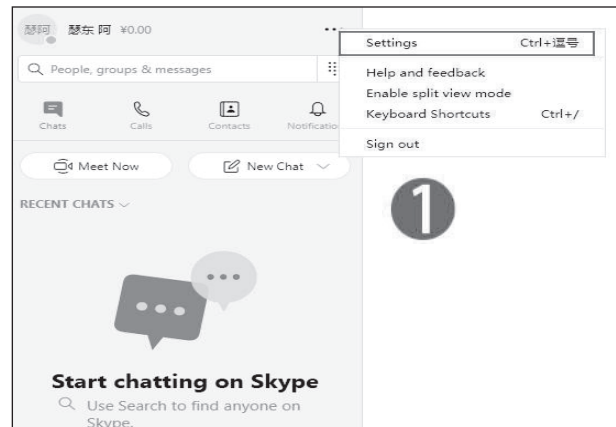 瑟阿 瑟东 阿 ¥0.00
Settings Ctrl+逗号
People, groups & messages
Help and feedback
Enable split view mode
Keyboard Shortcuts Ctrl+/
Chats Calls Contacts Notifications
Sign out
Meet Now New Chat
RECENT CHATS
1
Start chatting on Skype
Use Search to find anyone on
Skype.